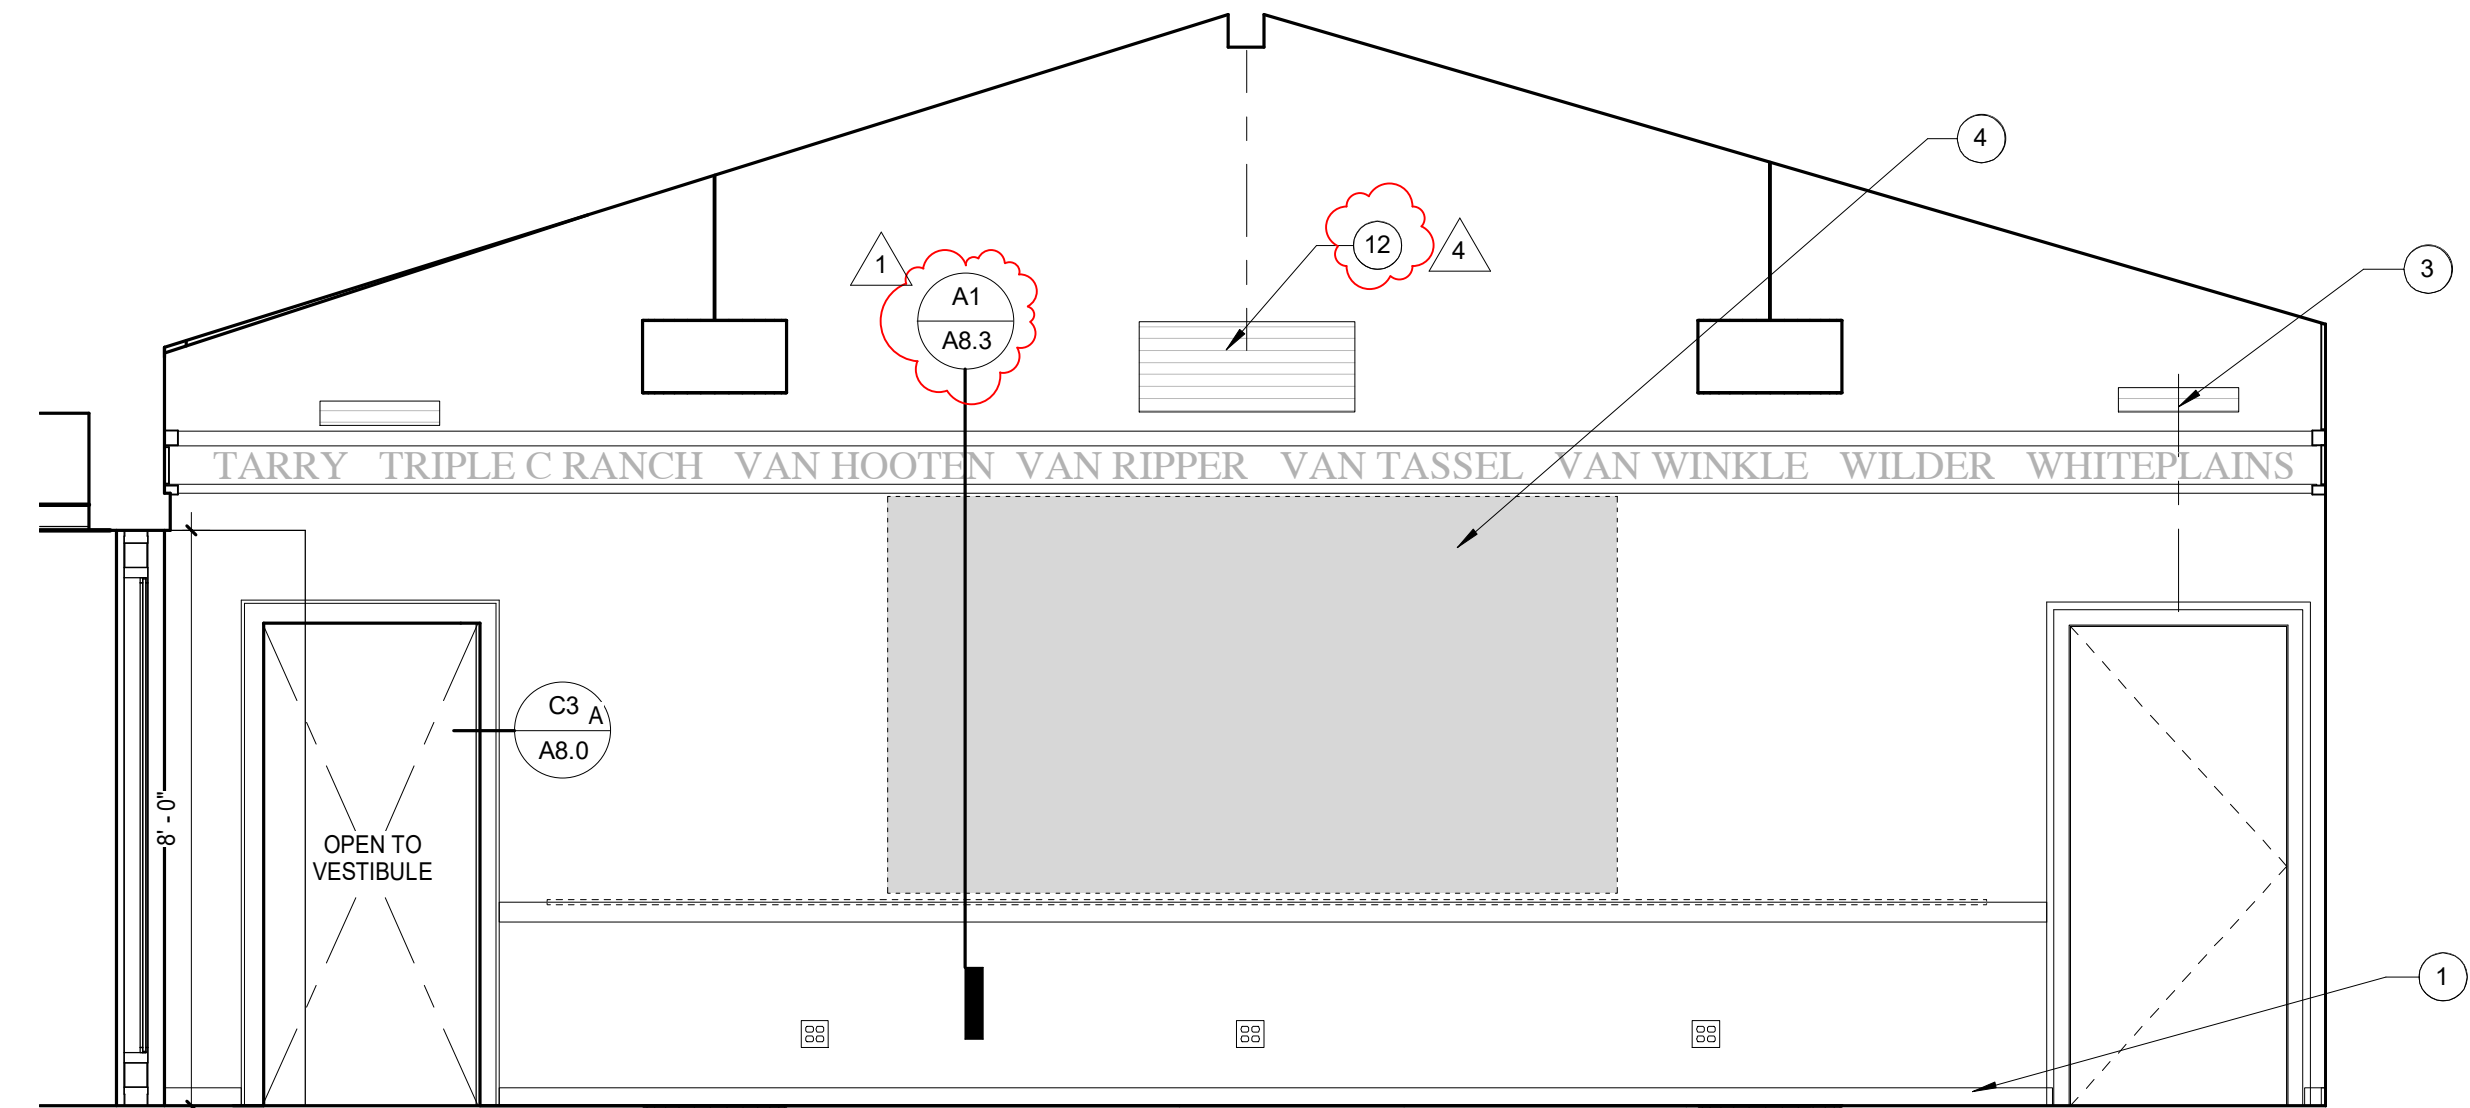 4
12
4
1
A1
A8.3
3
TARRY TRIPLE C RANCH VAN HOOTEN VAN RIPPER VAN TASSEL VAN WINKLE WILDER WHITEPLAINS
C3 A
A8.0
8' - 0"
OPEN TO
VESTIBULE
1